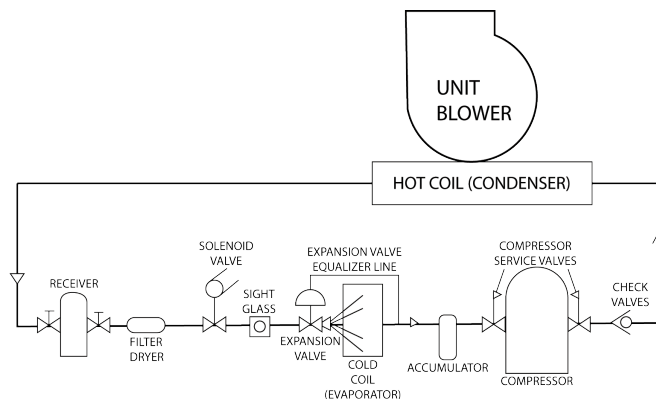 UNIT
BLOWER
HOT COIL (CONDENSER)
SOLENOID
VALVE
EXPANSION VALVE
EQUALIZER LINE
COMPRESSOR
SERVICE VALVES
RECEIVER
SIGHT
GLASS
CHECK
VALVES
FILTER
DRYER
EXPANSION
VALVE
COLD
COIL
(EVAPORATOR)
ACCUMULATOR
COMPRESSOR